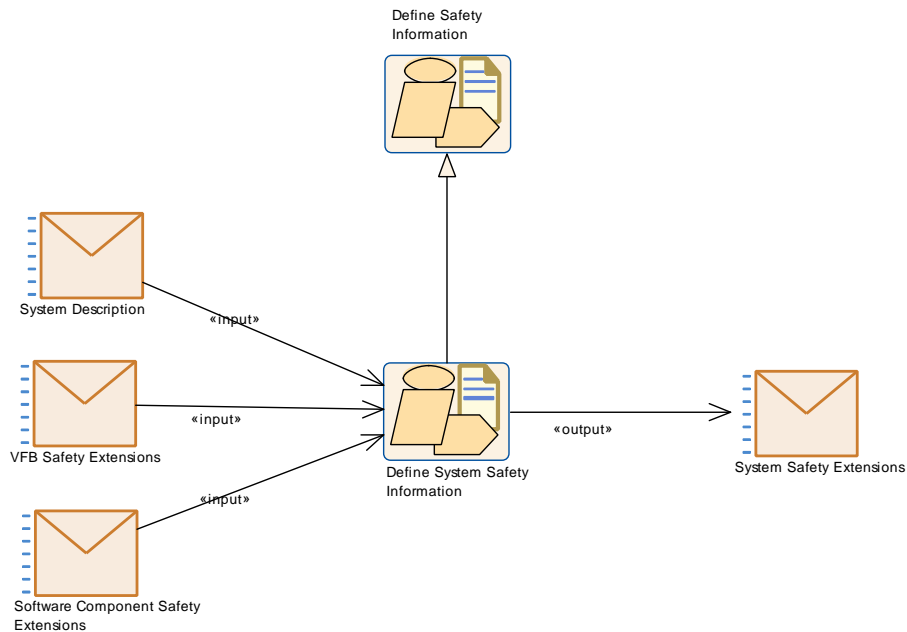 Define Safety
Information
«input»
System Description
«input»
VFB Safety Extensions
«input»
Software Component Safety
Extensions
Define System Safety
Information
«output»
System Safety Extensions